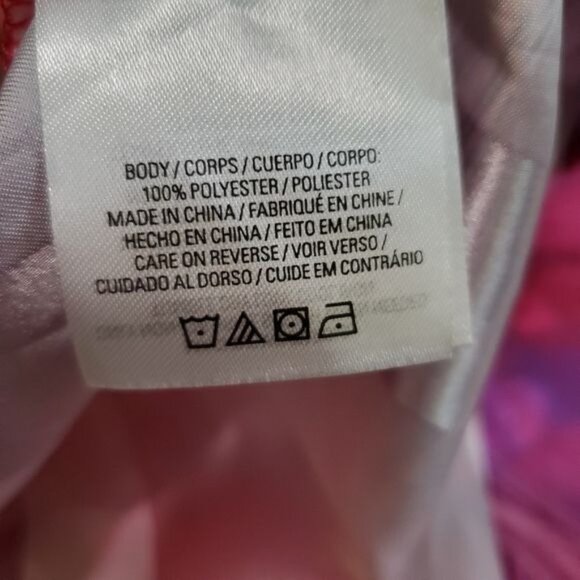 BODY / CORPS / CUERPO / CORPO:
100% POLYESTER / POLIESTER
MADE IN CHINA / FABRIQUÉ EN CHINE /
HECHO EN CHINA / FEITO EM CHINA
CARE ON REVERSE / VOIR VERSO /
CUIDADO AL DORSO / CUIDE EM CONTRÁRIO